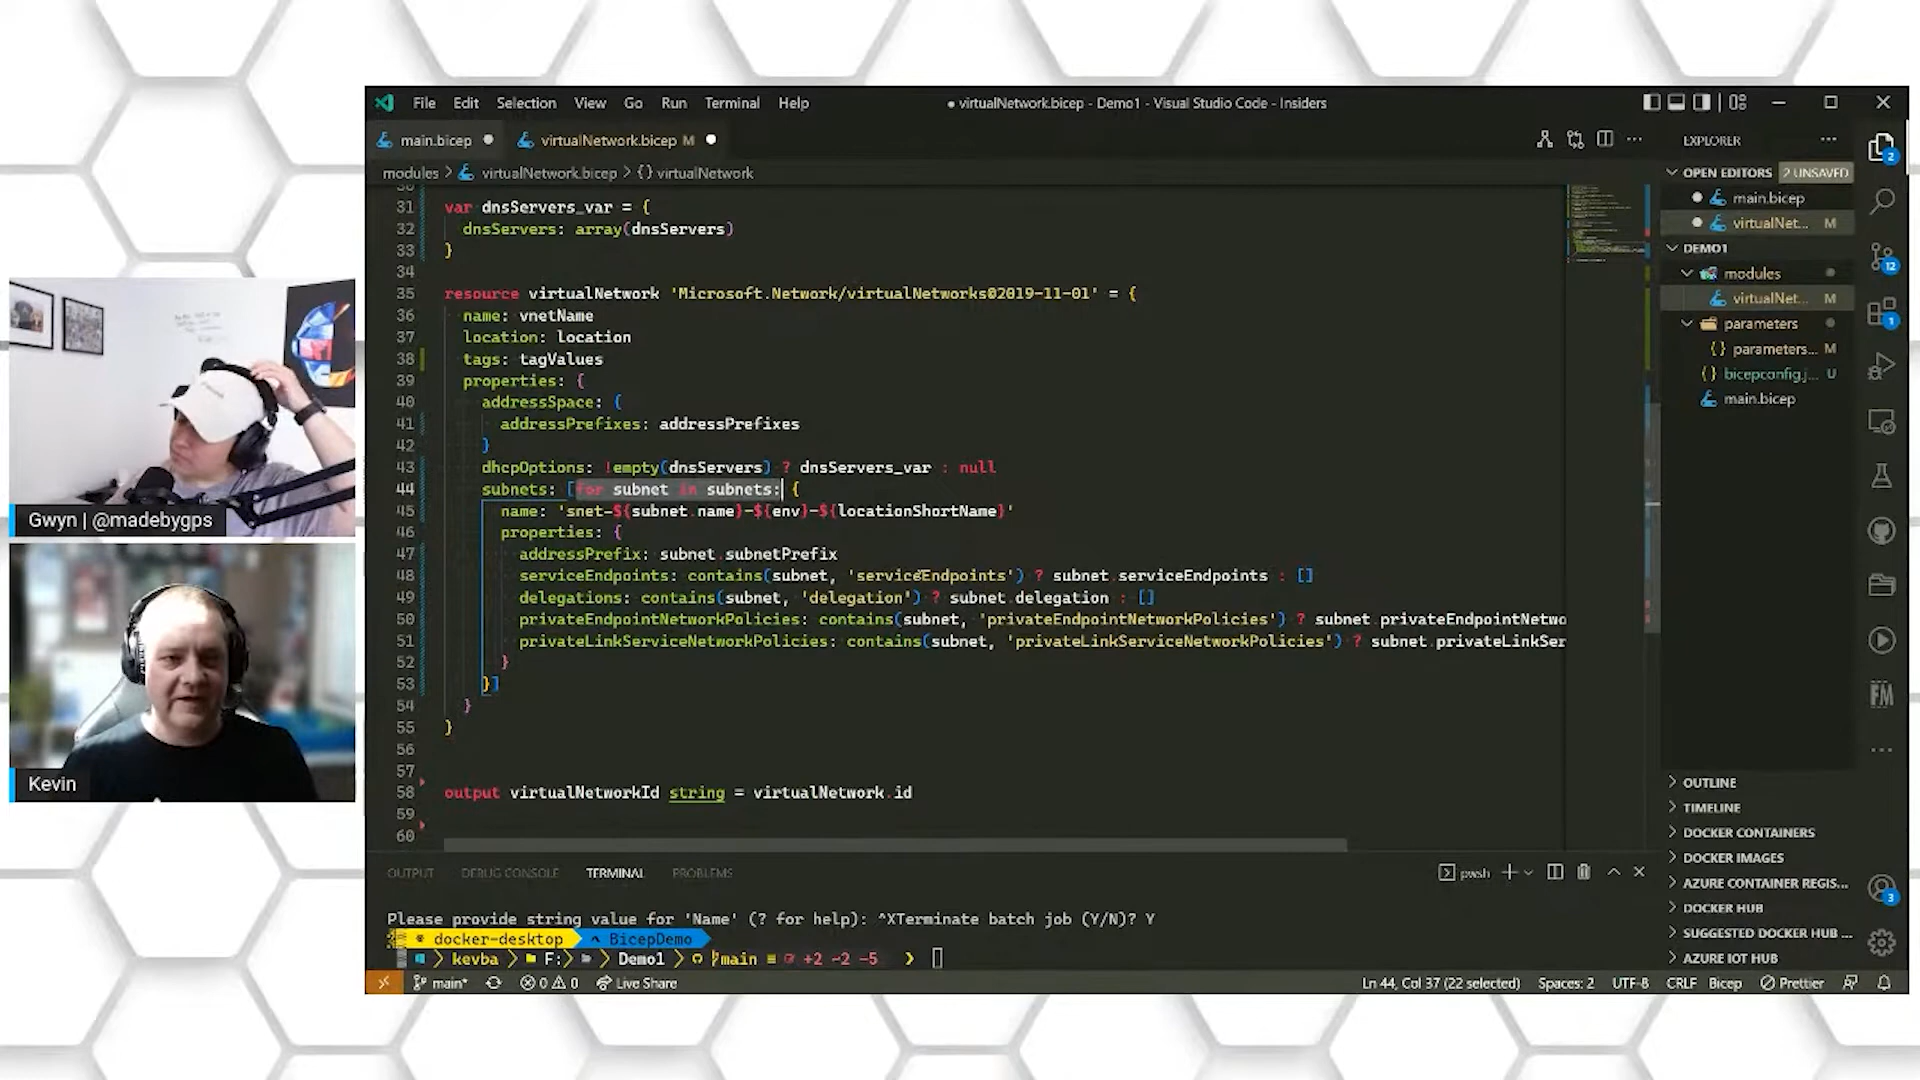 File Edit Selection View Go Run Terminal Help
● virtualNetwork.bicep - Demo1 - Visual Studio Code - Insiders
main.bicep ●
virtualNetwork.bicep M ●
modules > virtualNetwork.bicep > {} virtualNetwork
31 var dnsServers_var = {
32 dnsServers: array(dnsServers)
33 }
34
35 resource virtualNetwork 'Microsoft.Network/virtualNetworks@2019-11-01' = {
36 name: vnetName
37 location: location
38 tags: tagValues
39 properties: {
40 addressSpace: {
41 addressPrefixes: addressPrefixes
42 }
43 dhcpOptions: !empty(dnsServers) ? dnsServers_var : null
44 subnets: [for subnet in subnets: {
45 name: 'snet-${subnet.name}-${env}-${locationShortName}'
46 properties: {
47 addressPrefix: subnet.subnetPrefix
48 serviceEndpoints: contains(subnet, 'serviceEndpoints') ? subnet.serviceEndpoints : []
49 delegations: contains(subnet, 'delegation') ? subnet.delegation : []
50 privateEndpointNetworkPolicies: contains(subnet, 'privateEndpointNetworkPolicies') ? subnet.privateEndpointNetwo
51 privateLinkServiceNetworkPolicies: contains(subnet, 'privateLinkServiceNetworkPolicies') ? subnet.privateLinkSer
52 }
53 }]
54 }
55 }
56
57
58 output virtualNetworkId string = virtualNetwork.id
59
60
OUTPUT DEBUG CONSOLE TERMINAL PROBLEMS
pwsh
Please provide string value for 'Name' (? for help): ^XTerminate batch job (Y/N)? Y
docker-desktop BicepDemo
kevba > F: > Demo1 > main ≡ +2 ~2 -5 >
main* 0 0 Live Share
Ln 44, Col 37 (22 selected) Spaces: 2 UTF-8 CRLF Bicep Prettier
EXPLORER
OPEN EDITORS 2 UNSAVED
main.bicep
virtualNet... M
DEMO1
modules
virtualNet... M
parameters
{} parameters... M
{} bicepconfig.j... U
main.bicep
OUTLINE
TIMELINE
DOCKER CONTAINERS
DOCKER IMAGES
AZURE CONTAINER REGIS...
DOCKER HUB
SUGGESTED DOCKER HUB ...
AZURE IOT HUB
2
12
1
FM
3
Gwyn | @madebygps
Kevin